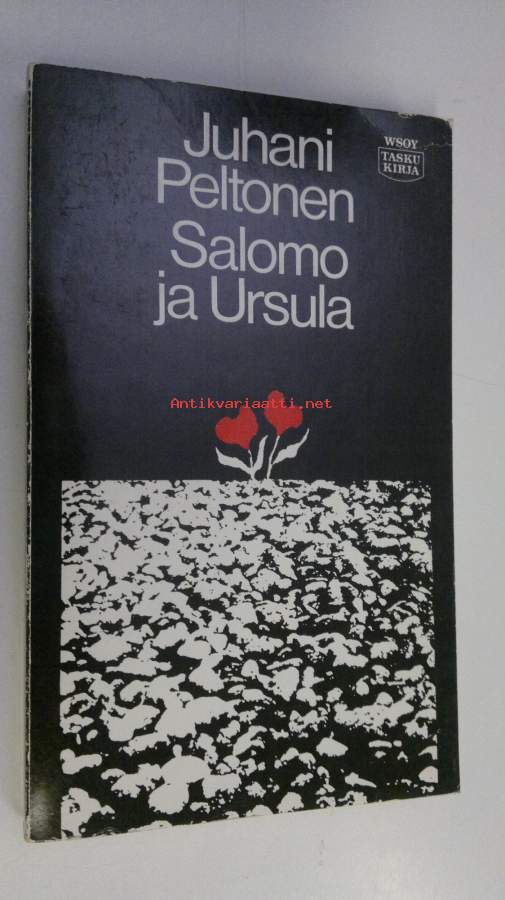 Juhani
Peltonen
Salomo
ja Ursula
WSOY
TASKU
KIRJA
Antikvariaatti.net